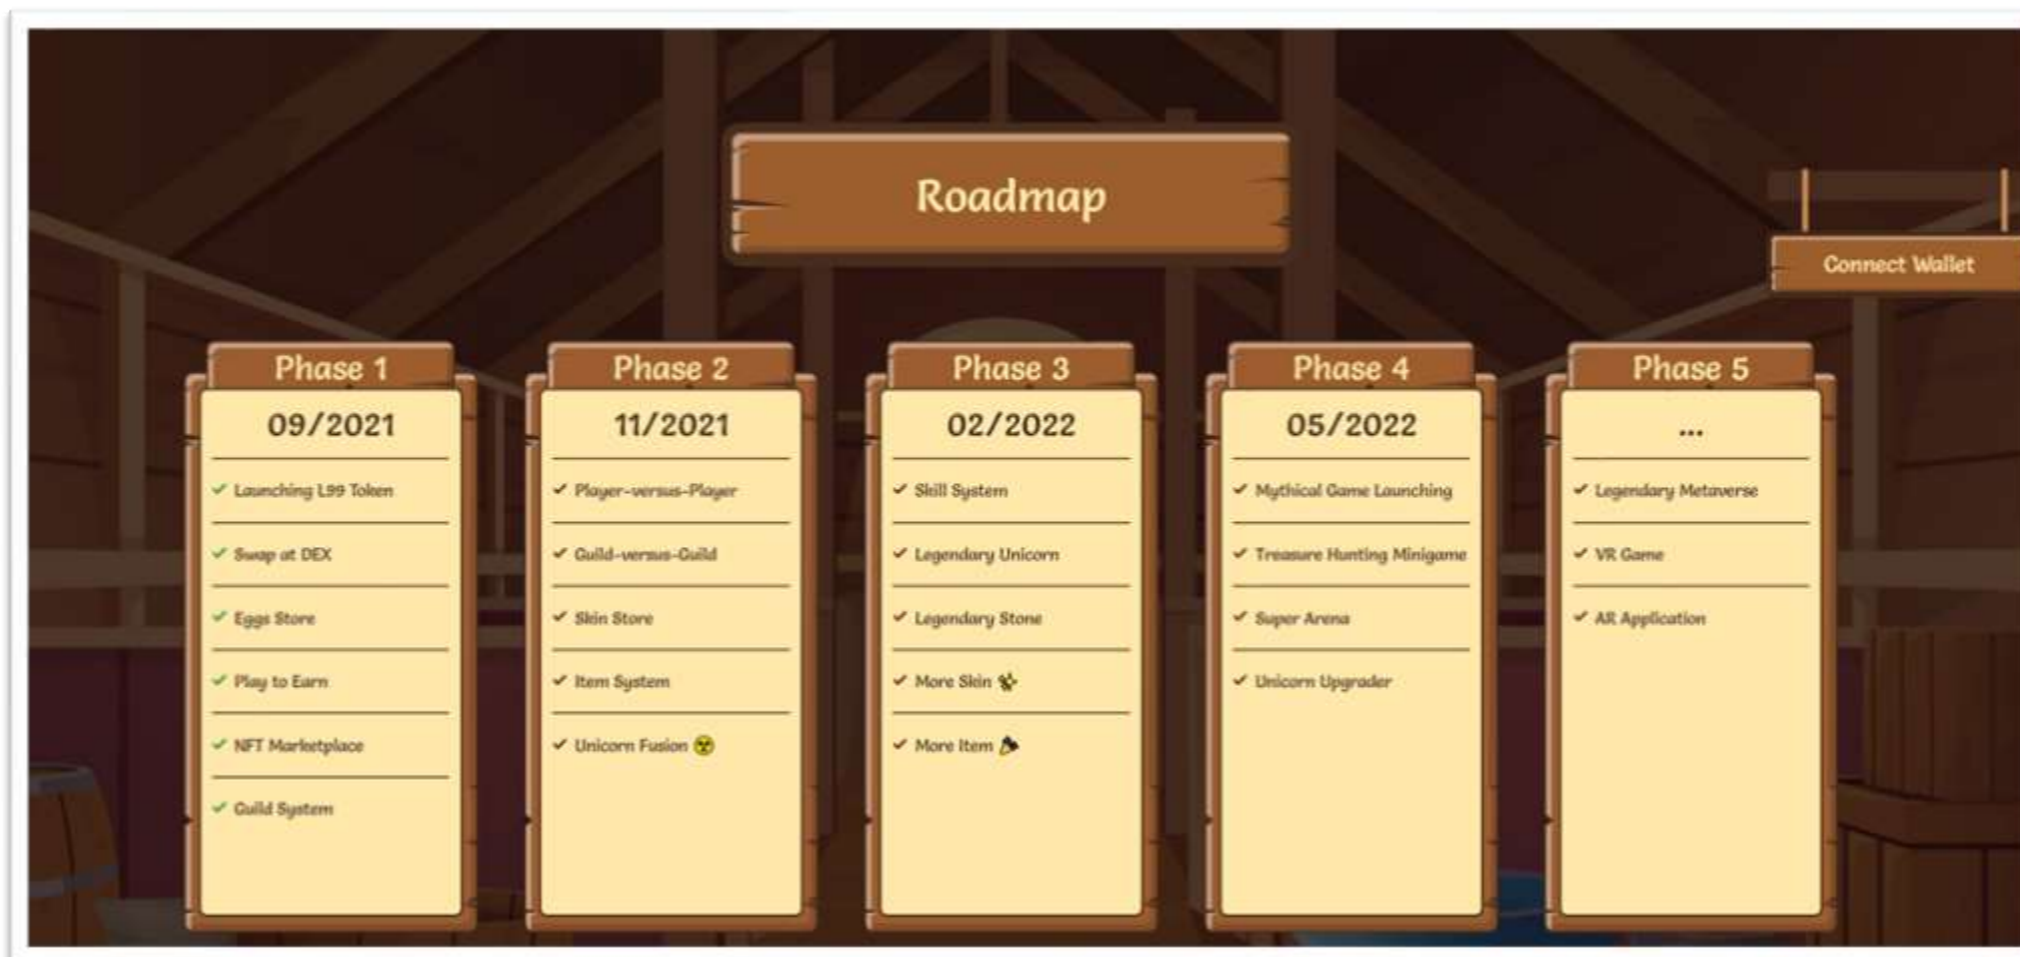 Roadmap
Connect Wallet
Phase 1
09/2021
Launching L99 Token
Swap at DEX
Eggs Store
Play to Earn
NFT Marketplace
Guild System
Phase 2
11/2021
Player-versus-Player
Guild-versus-Guild
Skin Store
Item System
Unicorn Fusion
Phase 3
02/2022
Skill System
Legendary Unicorn
Legendary Stone
More Skin
More Item
Phase 4
05/2022
Mythical Game Launching
Treasure Hunting Minigame
Super Arena
Unicorn Upgrader
Phase 5
...
Legendary Metaverse
VR Game
AR Application